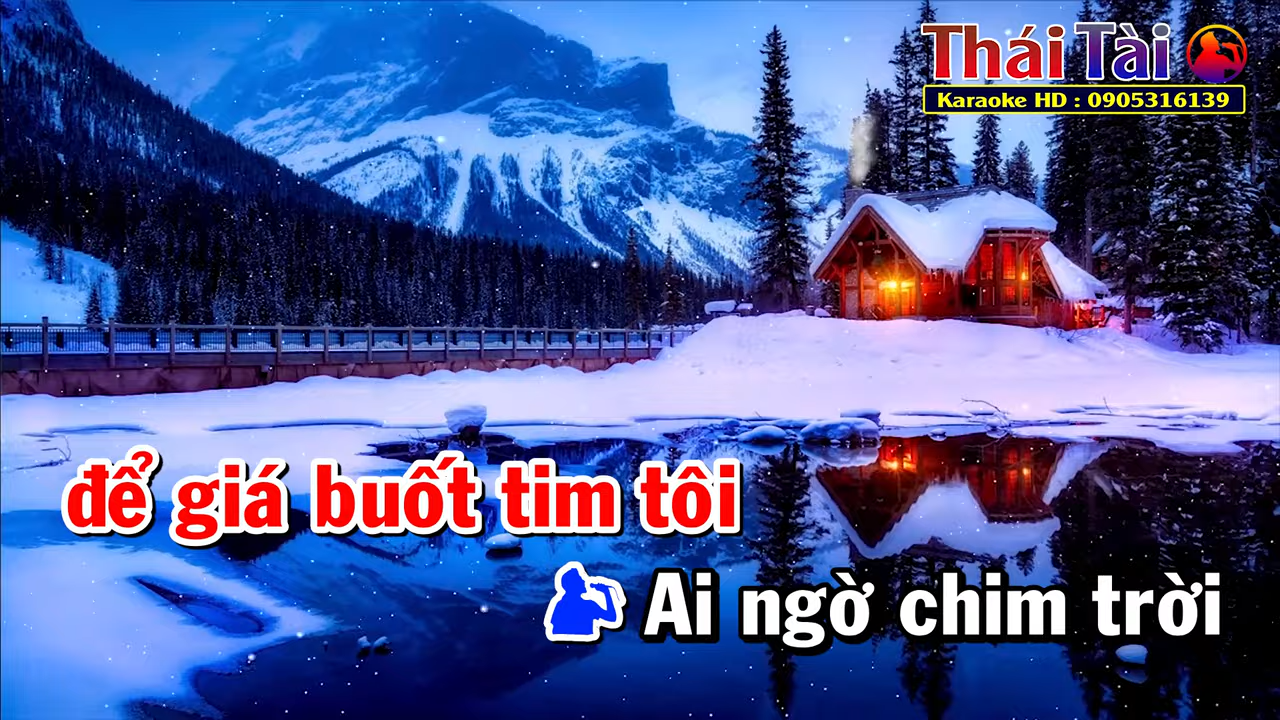 Thái Tài
Karaoke HD : 0905316139
để giá buốt tim tôi
Ai ngờ chim trời